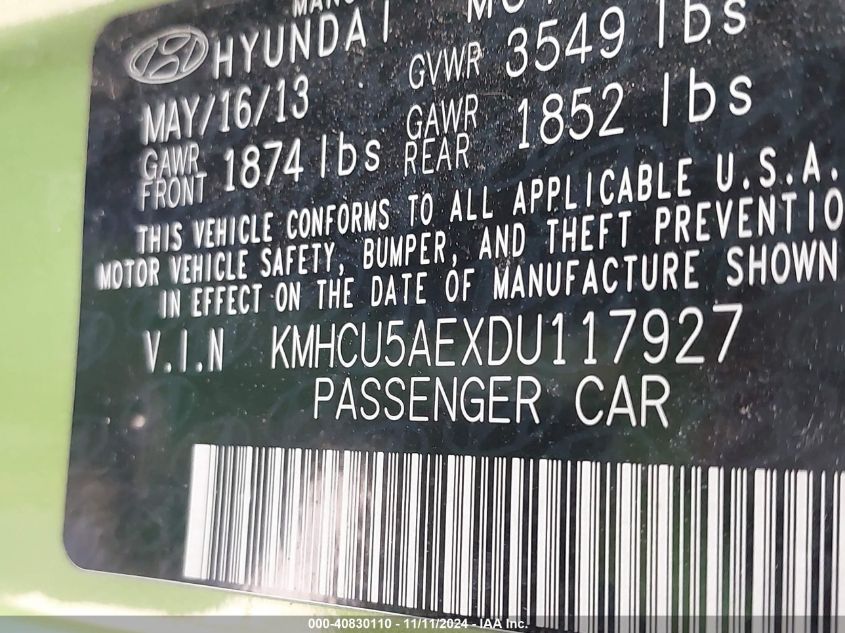 HYUNDAI
MAY/16/13 GVWR 3549 lbs
GAWR FRONT 1874 lbs GAWR REAR 1852 lbs
THIS VEHICLE CONFORMS TO ALL APPLICABLE U.S.A.
MOTOR VEHICLE SAFETY, BUMPER, AND THEFT PREVENTIO
IN EFFECT ON THE DATE OF MANUFACTURE SHOWN
V.I.N KMHCU5AEXDU117927
PASSENGER CAR
000-40830110 - 11/11/2024 - IAA Inc.